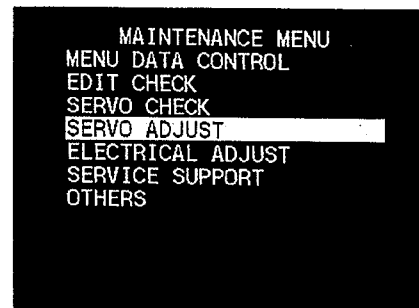 MAINTENANCE MENU
MENU DATA CONTROL
EDIT CHECK
SERVO CHECK
SERVO ADJUST
ELECTRICAL ADJUST
SERVICE SUPPORT
OTHERS